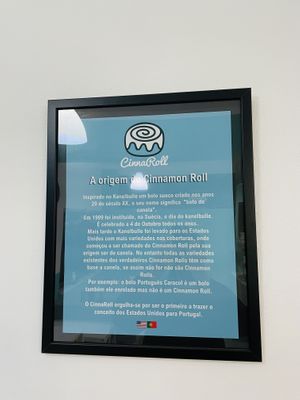 CinnaRoll
A origem do Cinnamon Roll
Inspirado no Kanelbulle um bolo sueco criado nos anos
20 do século XX, o seu nome significa "bolo de
canela".
Em 1999 foi instituído, na Suécia, o dia do kanelbulle.
É celebrado a 4 de Outubro todos os anos.
Mais tarde o Kanelbulle foi levado para os Estados
Unidos com mais variedades nas coberturas, onde
começou a ser chamado de Cinnamon Roll pela sua
origem ser de canela. No entanto todas as variedades
existentes dos verdadeiros Cinnamon Rolls têm como
base a canela, se assim não for não são Cinnamon
Rolls.
Por exemplo: o bolo Português Caracol é um bolo
também ele enrolado mas não é um Cinnamon Roll.
O CinnaRoll orgulha-se por ser o primeiro a trazer o
conceito dos Estados Unidos para Portugal.